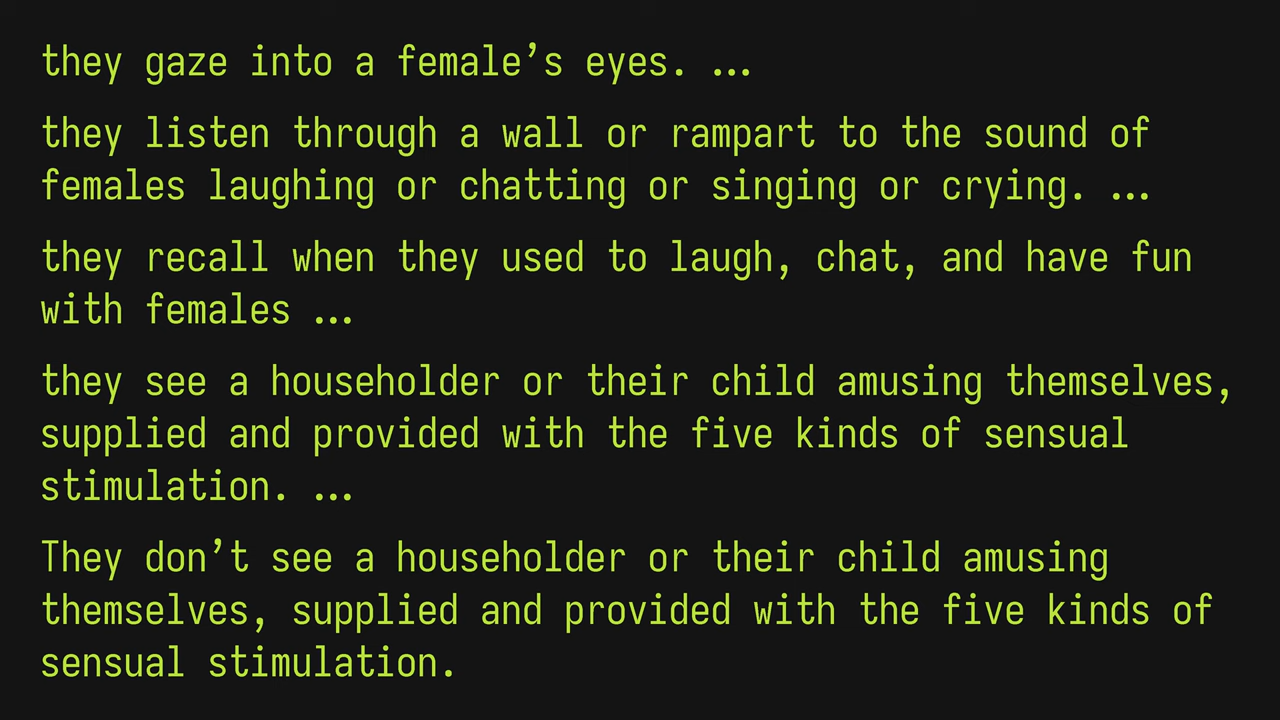 they gaze into a female’s eyes. …
they listen through a wall or rampart to the sound of
females laughing or chatting or singing or crying. …
they recall when they used to laugh, chat, and have fun
with females …
they see a householder or their child amusing themselves,
supplied and provided with the five kinds of sensual
stimulation. …
They don’t see a householder or their child amusing
themselves, supplied and provided with the five kinds of
sensual stimulation.